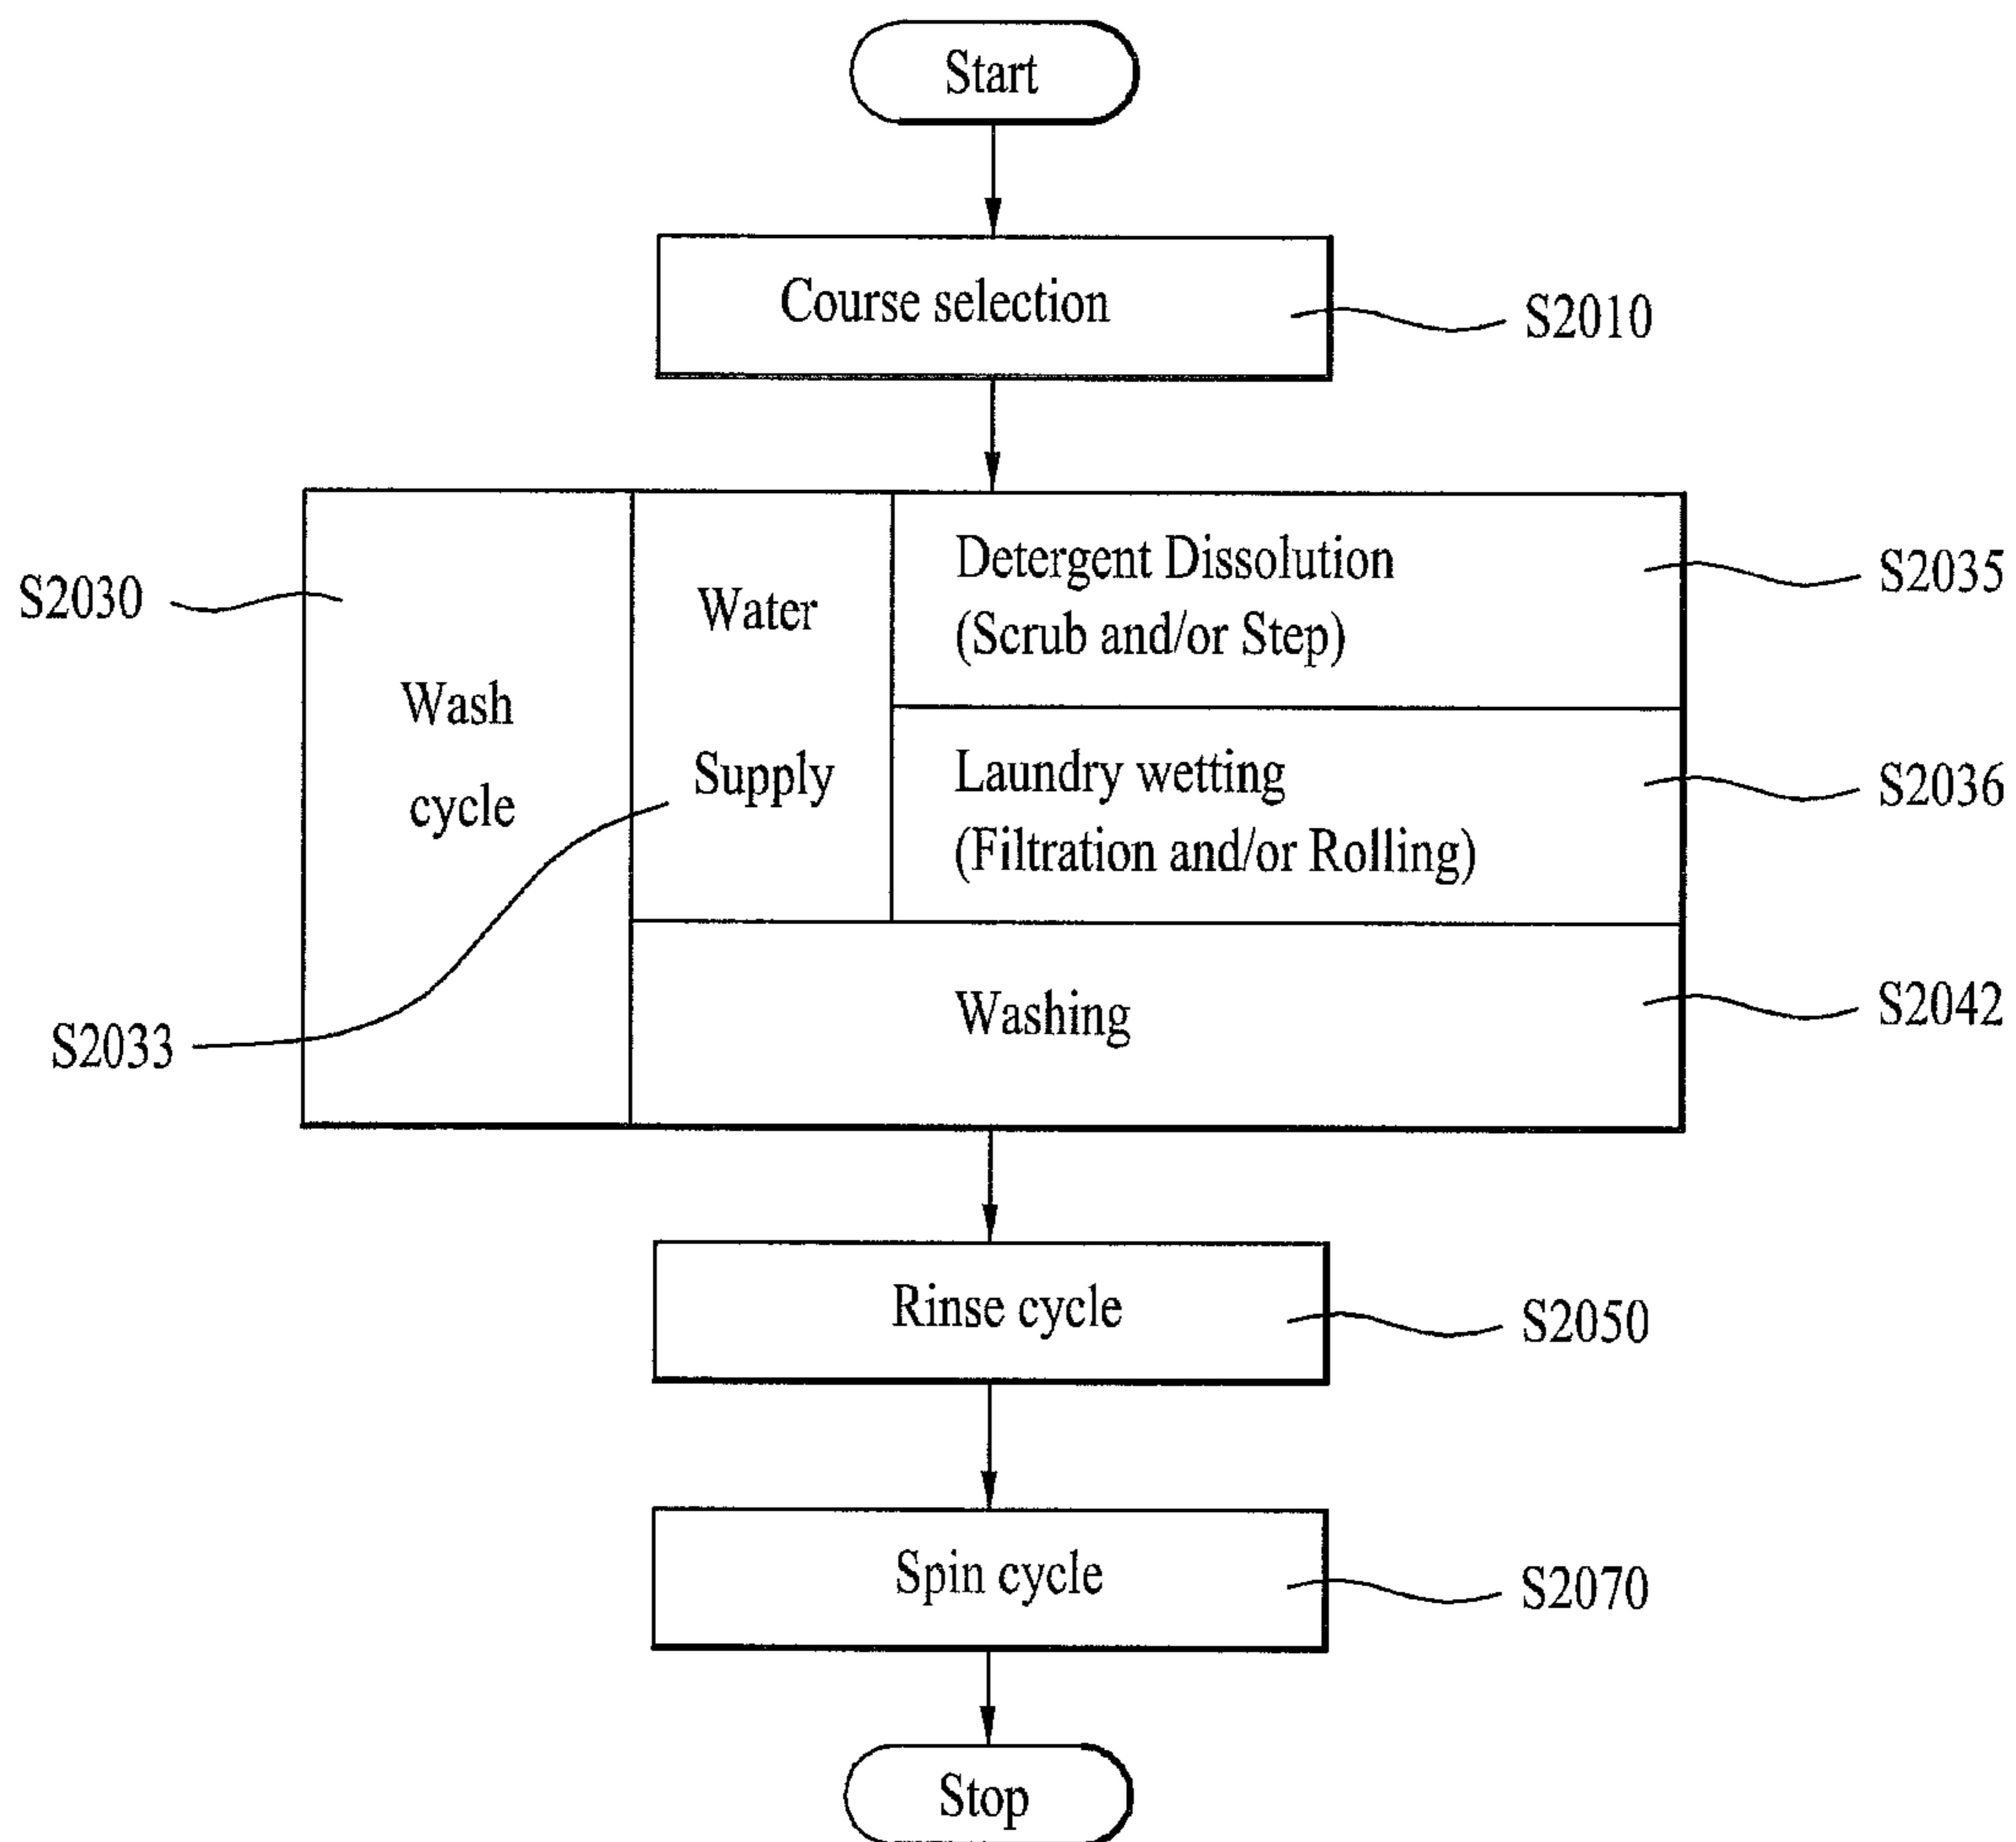 Start
Course selection
S2010
S2030
Wash
cycle
Water
Supply
S2033
Detergent Dissolution
(Scrub and/or Step)
S2035
Laundry wetting
(Filtration and/or Rolling)
S2036
Washing
S2042
Rinse cycle
S2050
Spin cycle
S2070
Stop